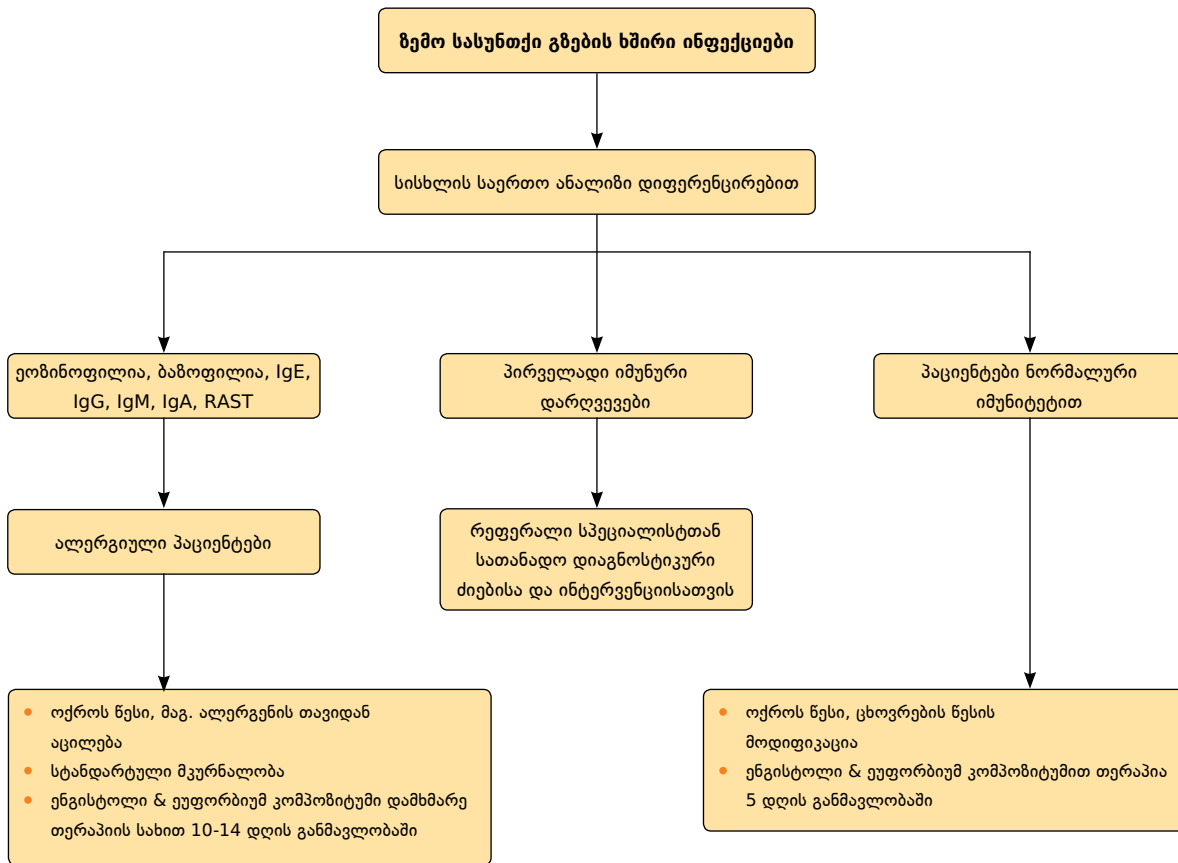 ზემო სასუნთქი გზების ხშირი ინფექციები
სისხლის საერთო ანალიზი დიფერენცირებით
ეოზინოფილია, ბაზოფილია, IgE,
IgG, IgM, IgA, RAST
პირველადი იმუნური
დარღვევები
პაციენტები ნორმალური
იმუნიტეტით
ალერგიული პაციენტები
რეფერალი სპეციალისტთან
სათანადო დიაგნოსტიკური
ძიებისა და ინტერვენციისათვის
• ოქროს წესი, მაგ. ალერგენის თავიდან
აცილება
• სტანდარტული მკურნალობა
• ენგისტოლი & ეუფორბიუმ კომპოზიტუმი დამხმარე
თერაპიის სახით 10-14 დღის განმავლობაში
• ოქროს წესი, ცხოვრების წესის
მოდიფიკაცია
• ენგისტოლი & ეუფორბიუმ კომპოზიტუმით თერაპია
5 დღის განმავლობაში